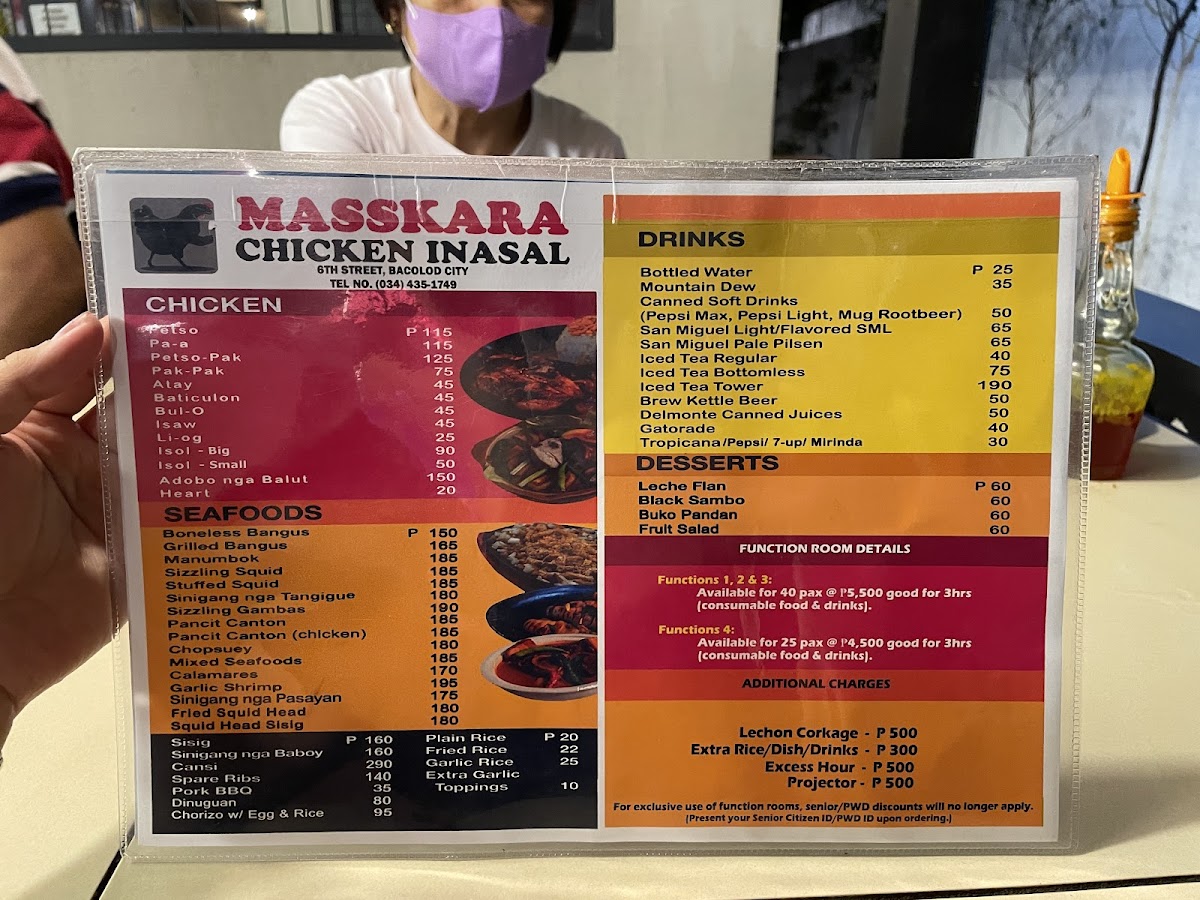 MASSKARA
CHICKEN INASAL
6TH STREET, BACOLOD CITY
TEL NO. (034) 435-1749
CHICKEN
Petso P 115
Pa-a 115
Petso-Pak 125
Pak-Pak 75
Atay 45
Baticulon 45
Bul-O 45
Isaw 45
Li-og 25
Isol - Big 90
Isol - Small 50
Adobo nga Balut 150
Heart 20
SEAFOODS
Boneless Bangus P 150
Grilled Bangus 165
Manumbok 185
Sizzling Squid 185
Stuffed Squid 185
Sinigang nga Tangigue 180
Sizzling Gambas 190
Pancit Canton 185
Pancit Canton (chicken) 185
Chopsuey 180
Mixed Seafoods 185
Calamares 170
Garlic Shrimp 195
Sinigang nga Pasayan 175
Fried Squid Head 180
Squid Head Sisig 180
Sisig P 160
Sinigang nga Baboy 160
Cansi 290
Spare Ribs 140
Pork BBQ 35
Dinuguan 80
Chorizo w/ Egg & Rice 95
Plain Rice P 20
Fried Rice 22
Garlic Rice 25
Extra Garlic
Toppings 10
DRINKS
Bottled Water P 25
Mountain Dew 35
Canned Soft Drinks
(Pepsi Max, Pepsi Light, Mug Rootbeer) 50
San Miguel Light/Flavored SML 65
San Miguel Pale Pilsen 65
Iced Tea Regular 40
Iced Tea Bottomless 75
Iced Tea Tower 190
Brew Kettle Beer 50
Delmonte Canned Juices 50
Gatorade 40
Tropicana/Pepsi/ 7-up/ Mirinda 30
DESSERTS
Leche Flan P 60
Black Sambo 60
Buko Pandan 60
Fruit Salad 60
FUNCTION ROOM DETAILS
Functions 1, 2 & 3:
Available for 40 pax @ ₱5,500 good for 3hrs
(consumable food & drinks).
Functions 4:
Available for 25 pax @ ₱4,500 good for 3hrs
(consumable food & drinks).
ADDITIONAL CHARGES
Lechon Corkage - P 500
Extra Rice/Dish/Drinks - P 300
Excess Hour - P 500
Projector - P 500
For exclusive use of function rooms, senior/PWD discounts will no longer apply.
(Present your Senior Citizen ID/PWD ID upon ordering.)